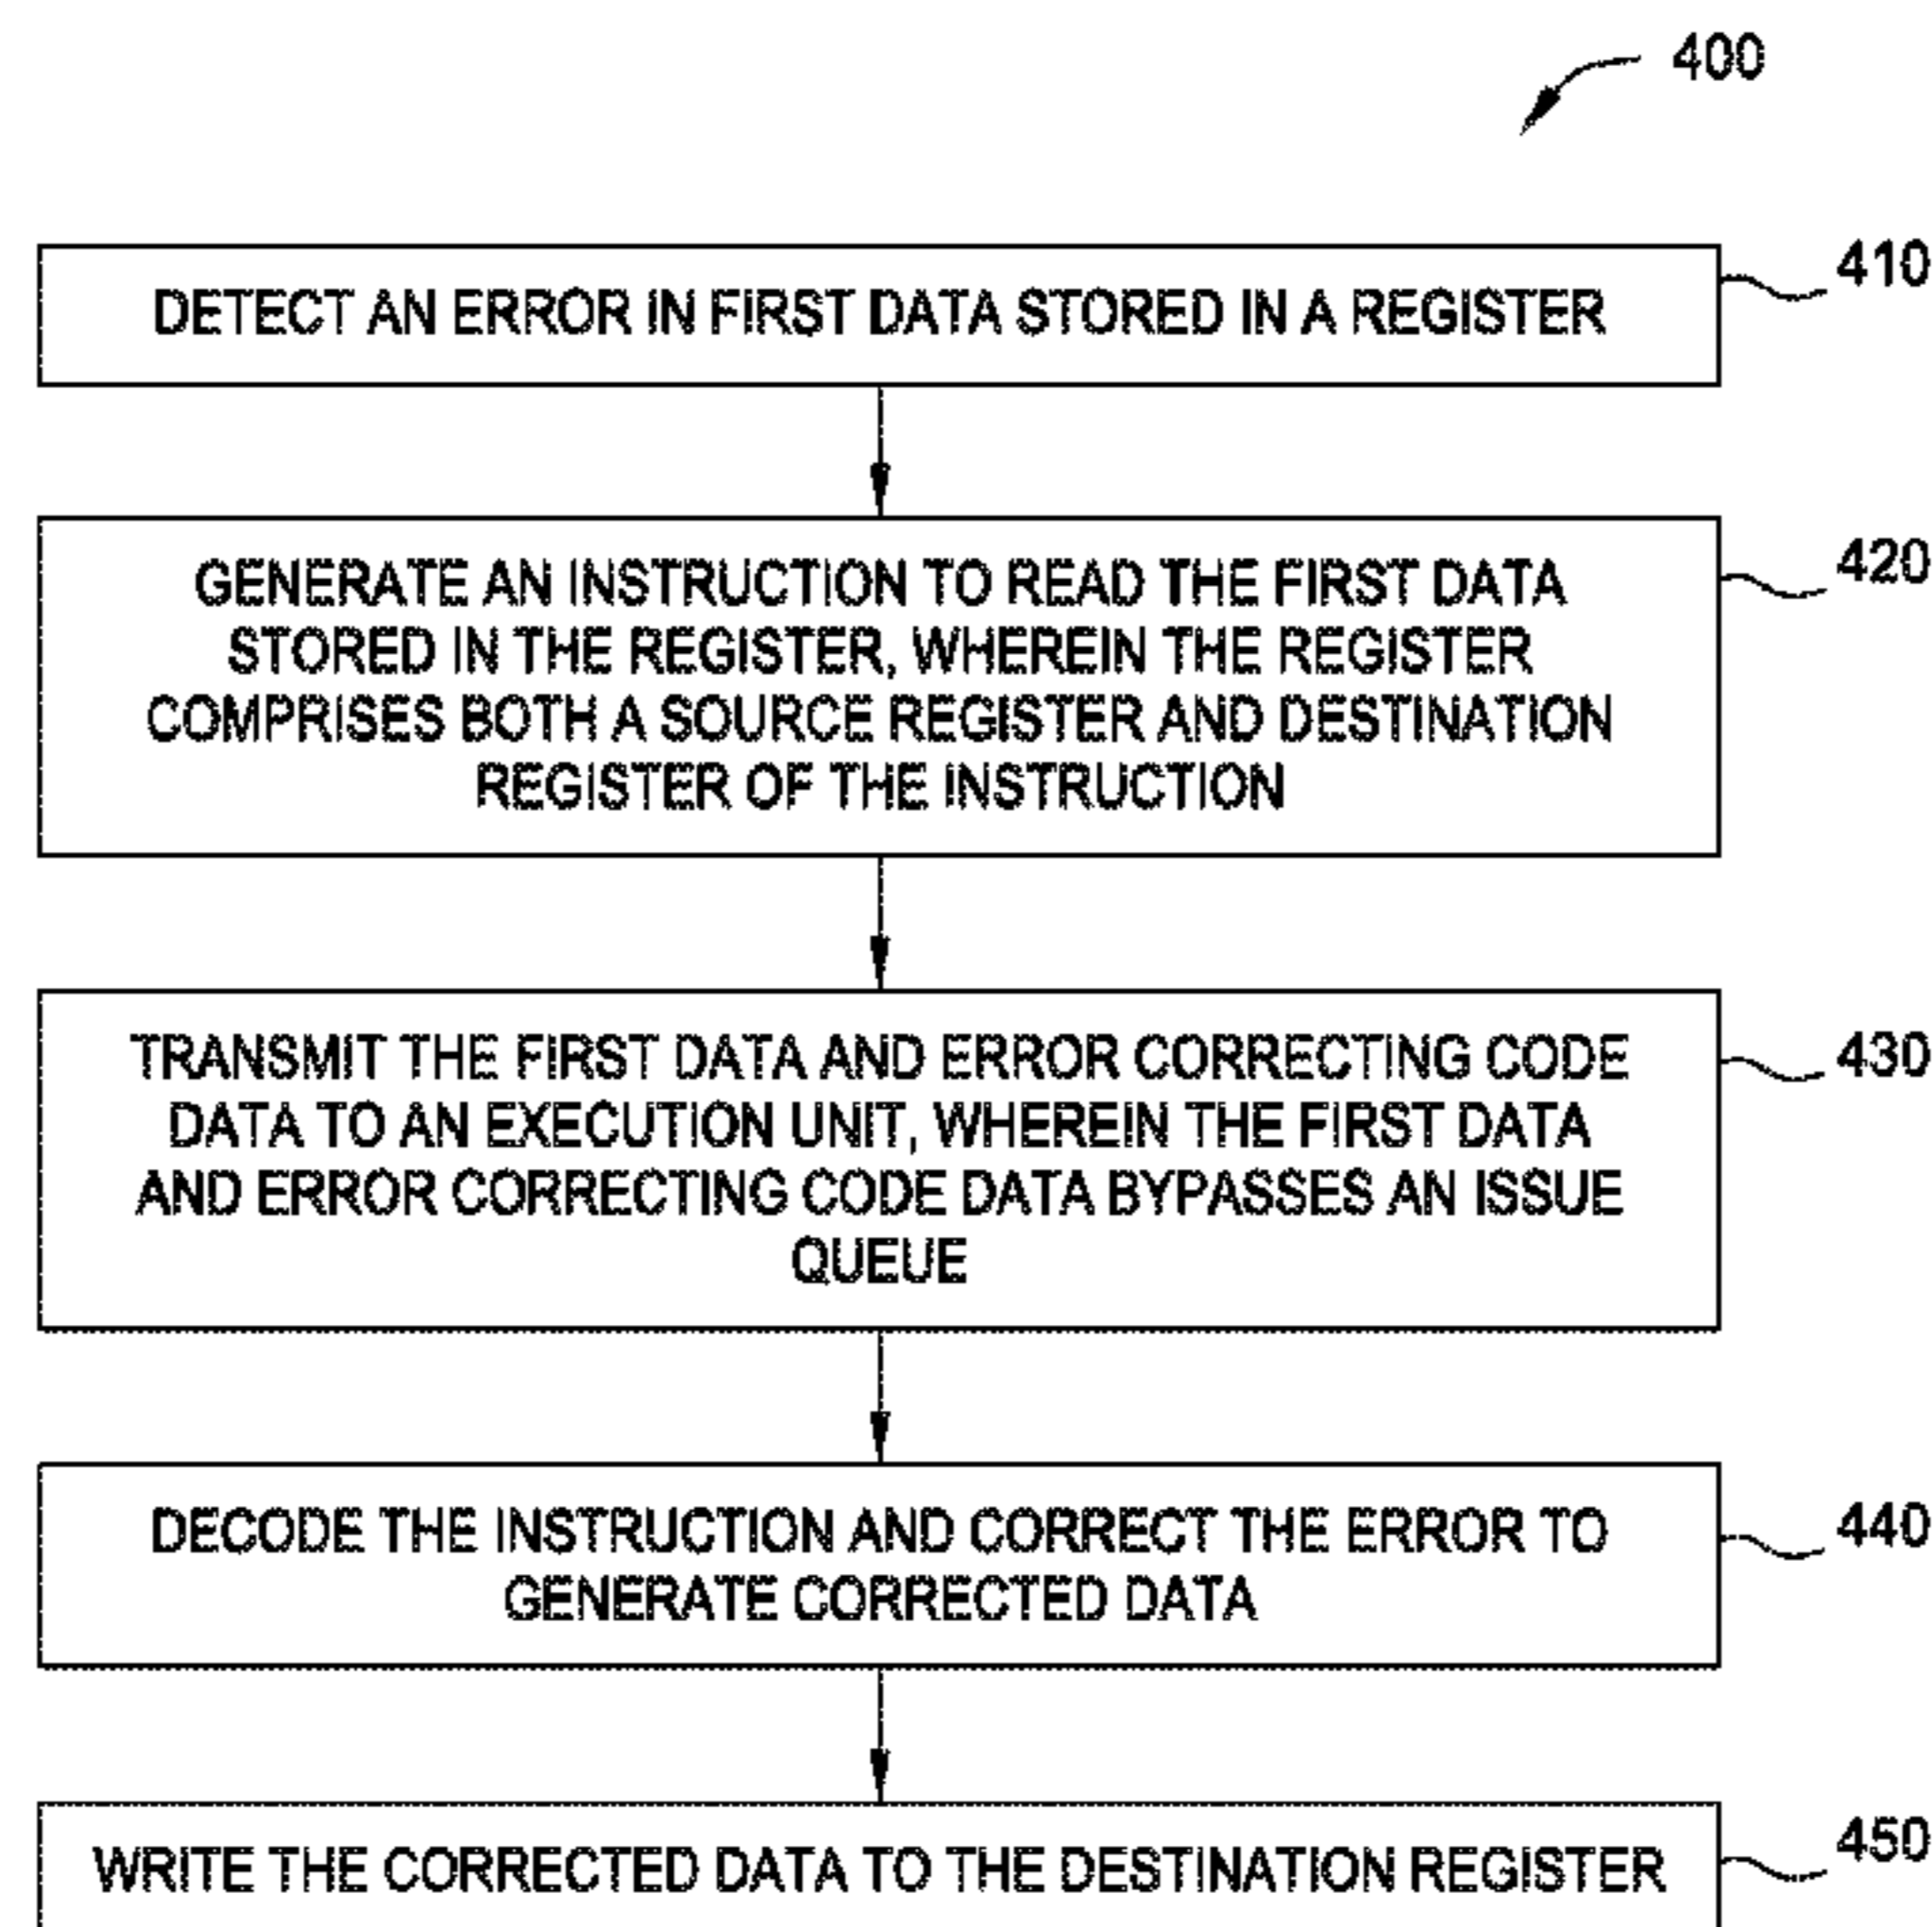 400
DETECT AN ERROR IN FIRST DATA STORED IN A REGISTER
410
GENERATE AN INSTRUCTION TO READ THE FIRST DATA
STORED IN THE REGISTER, WHEREIN THE REGISTER
COMPRISES BOTH A SOURCE REGISTER AND DESTINATION
REGISTER OF THE INSTRUCTION
420
TRANSMIT THE FIRST DATA AND ERROR CORRECTING CODE
DATA TO AN EXECUTION UNIT, WHEREIN THE FIRST DATA
AND ERROR CORRECTING CODE DATA BYPASSES AN ISSUE
QUEUE
430
DECODE THE INSTRUCTION AND CORRECT THE ERROR TO
GENERATE CORRECTED DATA
440
WRITE THE CORRECTED DATA TO THE DESTINATION REGISTER
450